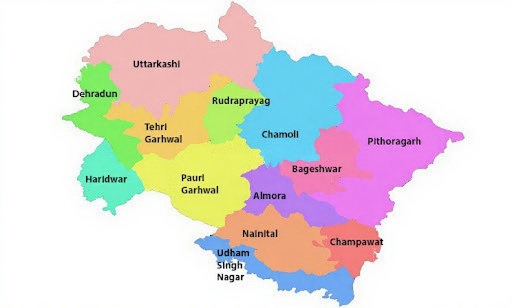 Uttarkashi
Dehradun
Rudraprayag
Tehri
Garhwal
Chamoli
Pithoragarh
Haridwar
Pauri
Garhwal
Bageshwar
Almora
Nainital
Champawat
Udham
Singh
Nagar